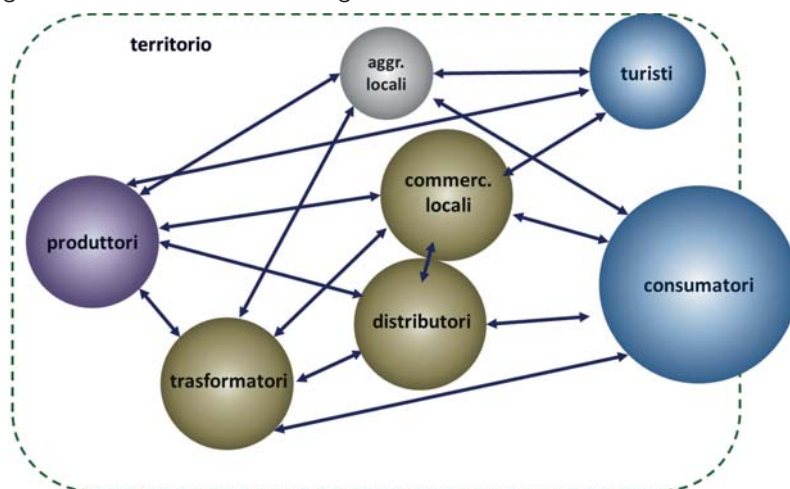 territorio
aggr.
locali
turisti
commerc.
locali
produttori
consumatori
distributori
trasformatori